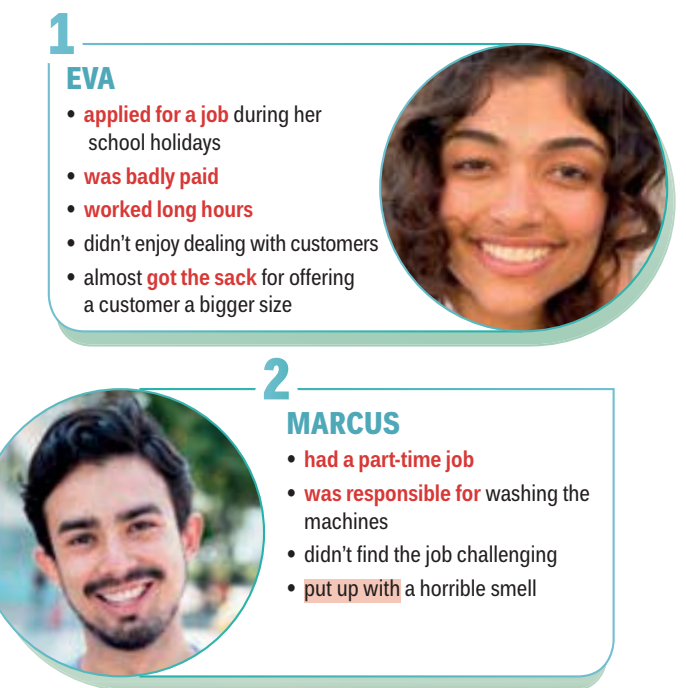 1
EVA
• applied for a job during her
school holidays
• was badly paid
• worked long hours
• didn't enjoy dealing with customers
• almost got the sack for offering
a customer a bigger size
2
MARCUS
• had a part-time job
• was responsible for washing the
machines
• didn't find the job challenging
• put up with a horrible smell